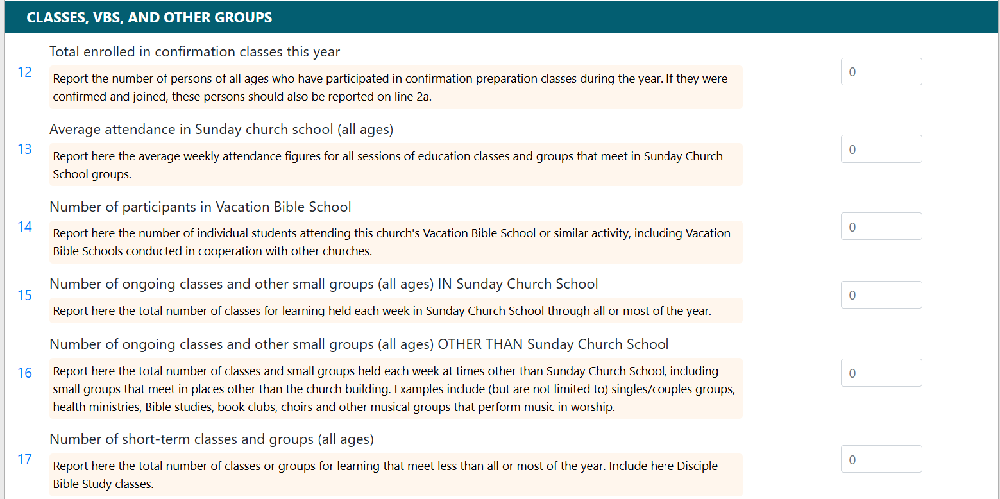 CLASSES, VBS, AND OTHER GROUPS
Total enrolled in confirmation classes this year
12
Report the number of persons of all ages who have participated in confirmation preparation classes during the year. If they were
confirmed and joined, these persons should also be reported on line 2a.
0
Average attendance in Sunday church school (all ages)
13
Report here the average weekly attendance figures for all sessions of education classes and groups that meet in Sunday Church
School groups.
0
Number of participants in Vacation Bible School
14
Report here the number of individual students attending this church's Vacation Bible School or similar activity, including Vacation
Bible Schools conducted in cooperation with other churches.
0
Number of ongoing classes and other small groups (all ages) IN Sunday Church School
15
Report here the total number of classes for learning held each week in Sunday Church School through all or most of the year.
0
Number of ongoing classes and other small groups (all ages) OTHER THAN Sunday Church School
16
Report here the total number of classes and small groups held each week at times other than Sunday Church School, including
small groups that meet in places other than the church building. Examples include (but are not limited to) singles/couples groups,
health ministries, Bible studies, book clubs, choirs and other musical groups that perform music in worship.
0
Number of short-term classes and groups (all ages)
17
Report here the total number of classes or groups for learning that meet less than all or most of the year. Include here Disciple
Bible Study classes.
0